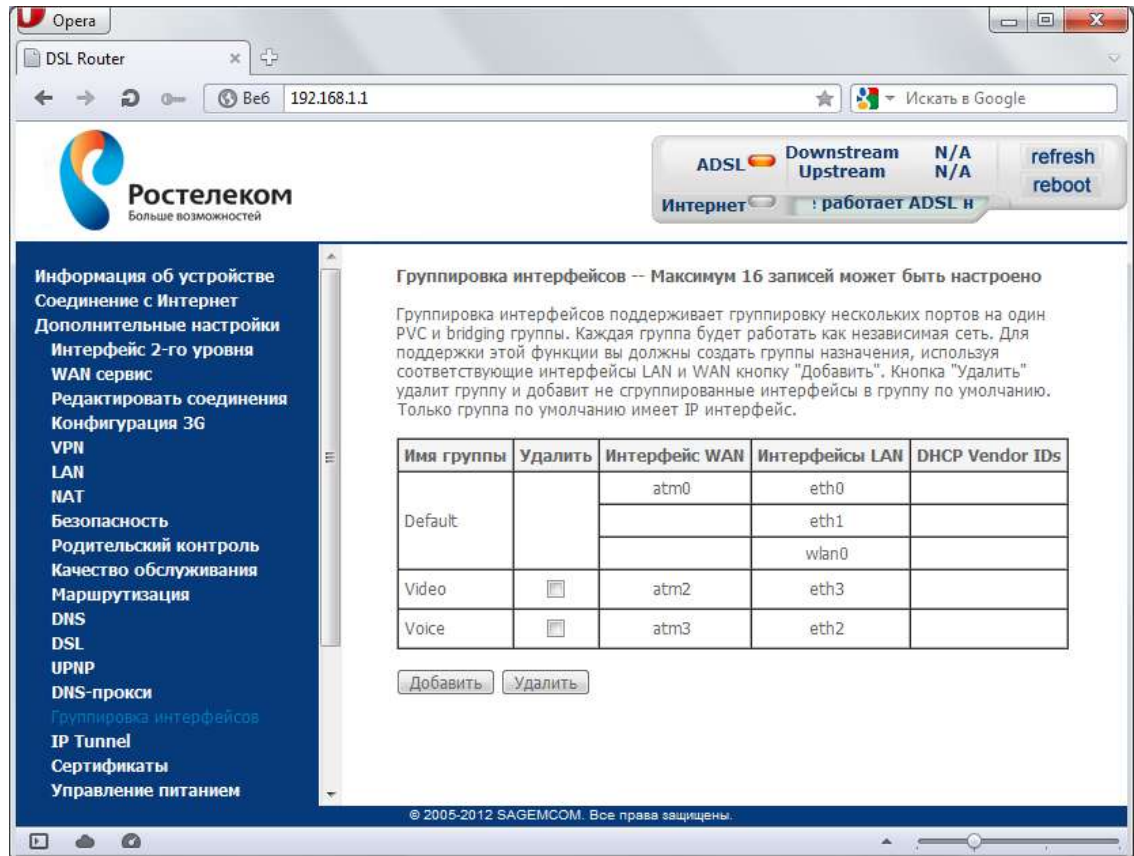 Opera
DSL Router
Веб 192.168.1.1 Искать в Google
Ростелеком
Больше возможностей
ADSL Downstream N/A
Upstream N/A
refresh
reboot
Интернет : работает ADSL н
Информация об устройстве
Соединение с Интернет
Дополнительные настройки
Интерфейс 2-го уровня
WAN сервис
Редактировать соединения
Конфигурация 3G
VPN
LAN
NAT
Безопасность
Родительский контроль
Качество обслуживания
Маршрутизация
DNS
DSL
UPNP
DNS-прокси
Группировка интерфейсов
IP Tunnel
Сертификаты
Управление питанием
Группировка интерфейсов -- Максимум 16 записей может быть настроено
Группировка интерфейсов поддерживает группировку нескольких портов на один
PVC и bridging группы. Каждая группа будет работать как независимая сеть. Для
поддержки этой функции вы должны создать группы назначения, используя
соответствующие интерфейсы LAN и WAN кнопку "Добавить". Кнопка "Удалить"
удалит группу и добавит не сгруппированные интерфейсы в группу по умолчанию.
Только группа по умолчанию имеет IP интерфейс.
Имя группы Удалить Интерфейс WAN Интерфейсы LAN DHCP Vendor IDs
Default atm0 eth0
eth1
wlan0
Video atm2 eth3
Voice atm3 eth2
Добавить Удалить
© 2005-2012 SAGEMCOM. Все права защищены.